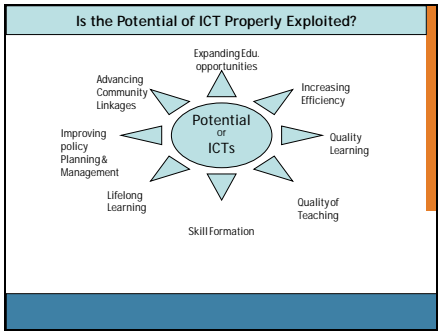 Is the Potential of ICT Properly Exploited?
Expanding Edu.
opportunities
Increasing
Efficiency
Quality
Learning
Quality of
Teaching
Skill Formation
Lifelong
Learning
Improving
policy
Planning &
Management
Advancing
Community
Linkages
Potential
or
ICTs